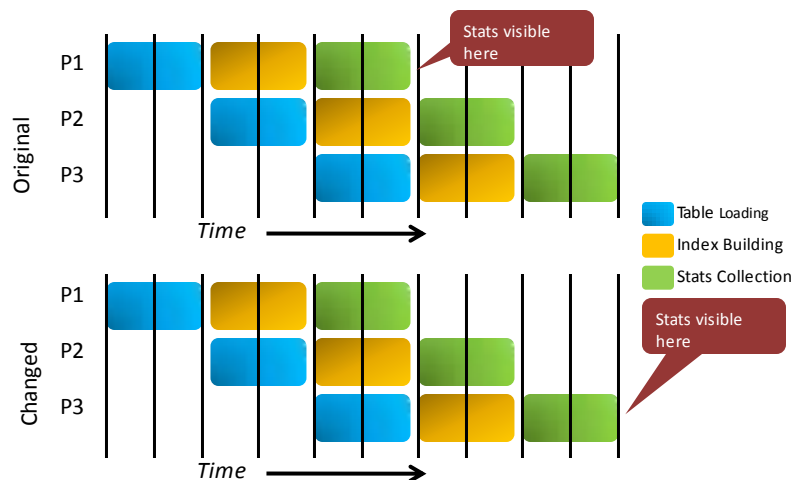 Stats visible
here
P1
P2
P3
Original
Time
Table Loading
Index Building
Stats Collection
P1
P2
P3
Changed
Stats visible
here
Time